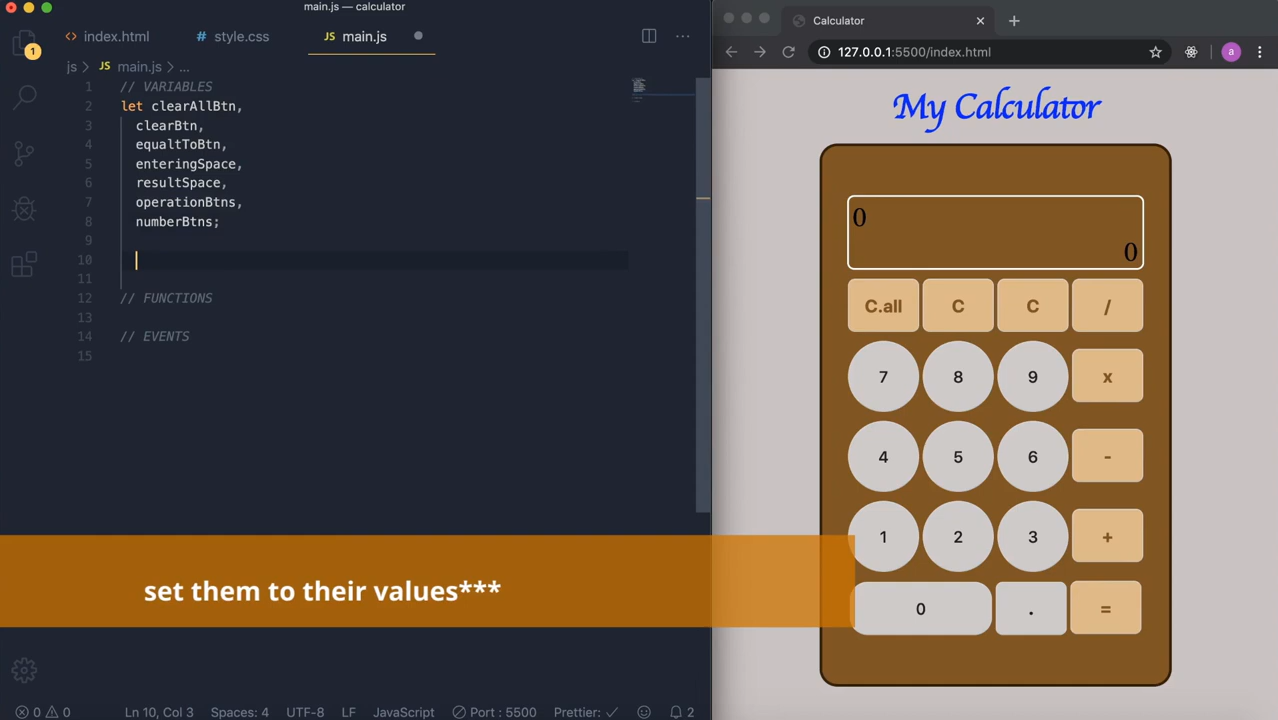 main.js — calculator
index.html
style.css
JS main.js
1
js > JS main.js > ...
1 // VARIABLES
2 let clearAllBtn,
3 clearBtn,
4 equaltToBtn,
5 enteringSpace,
6 resultSpace,
7 operationBtns,
8 numberBtns;
9
10
11
12 // FUNCTIONS
13
14 // EVENTS
15
set them to their values***
0 0 Ln 10, Col 3 Spaces: 4 UTF-8 LF JavaScript Port : 5500 Prettier: ✓ 2
Calculator
127.0.0.1:5500/index.html
a
My Calculator
0
0
C.all C C /
7 8 9 x
4 5 6 -
1 2 3 +
0 . =